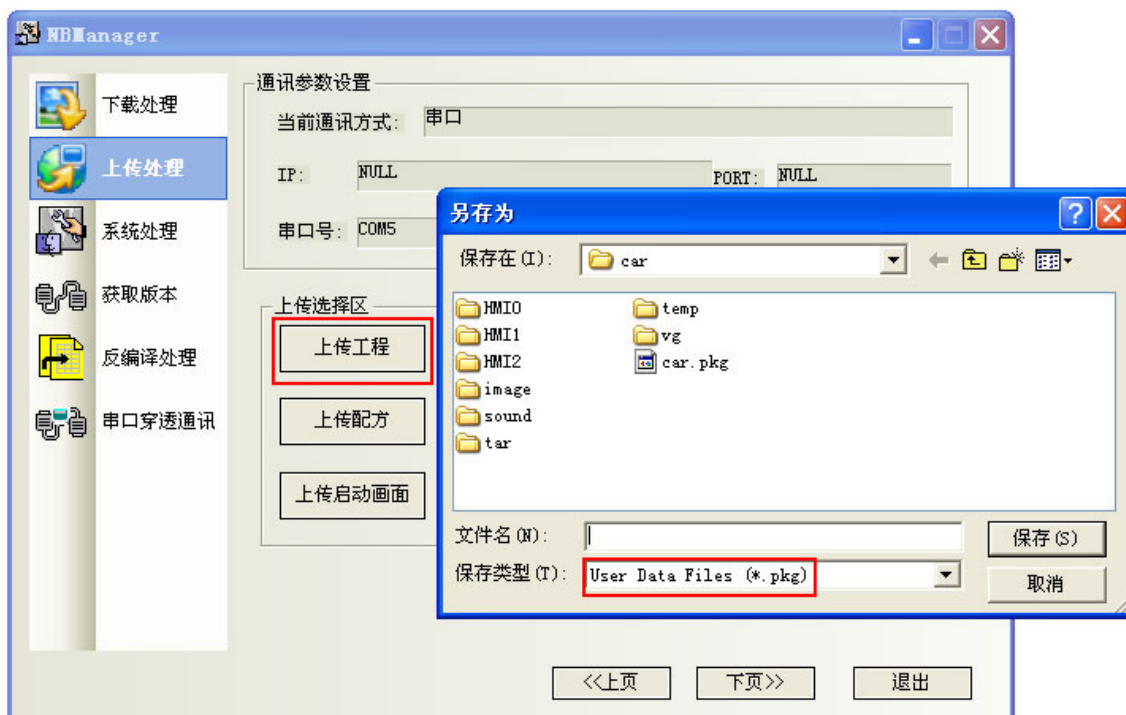 NBManager
下载处理
上传处理
系统处理
获取版本
反编译处理
串口穿透通讯
通讯参数设置
当前通讯方式: 串口
IP: NULL
PORT: NULL
串口号: COM5
上传选择区
上传工程
上传配方
上传启动画面
另存为
保存在(I): car
HMI0
HMI1
HMI2
image
sound
tar
temp
vg
car.pkg
文件名(N):
保存(S)
保存类型(T): User Data Files (*.pkg)
取消
<<上页
下页>>
退出